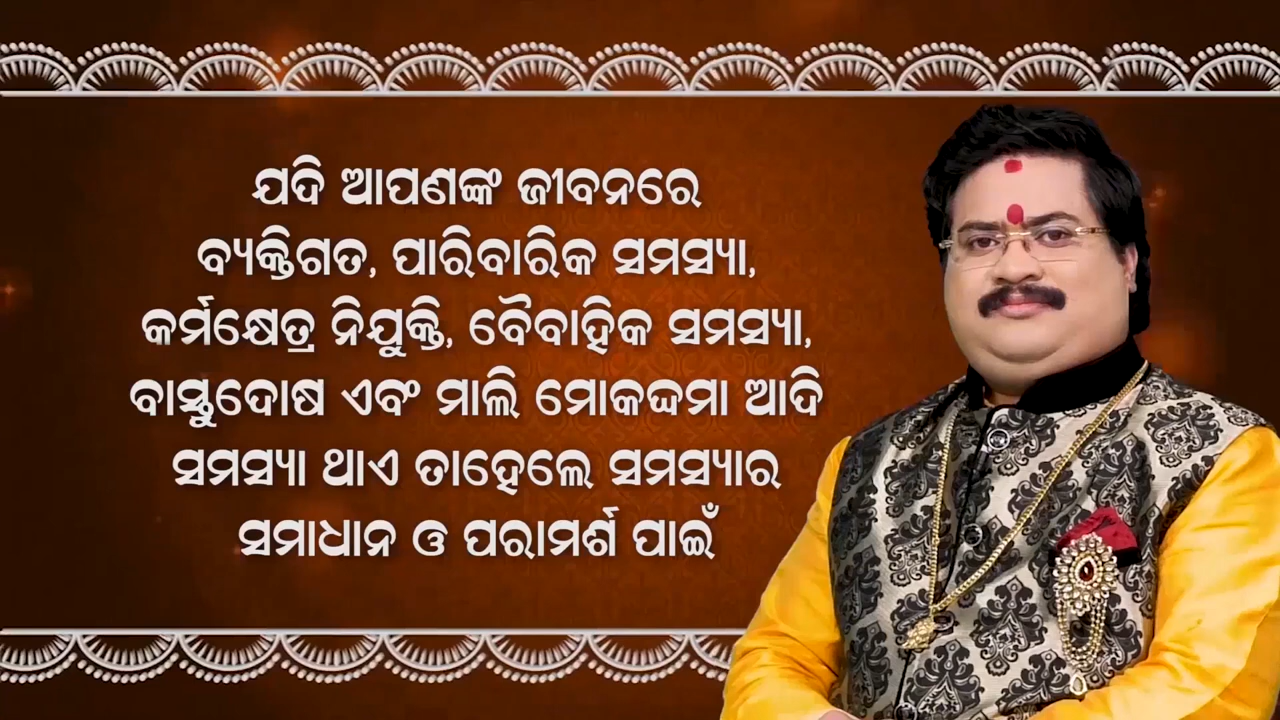 ଯଦି ଆପଣଙ୍କ ଜୀବନରେ
ବ୍ୟକ୍ତିଗତ, ପାରିବାରିକ ସମସ୍ୟା,
କର୍ମକ୍ଷେତ୍ର ନିଯୁକ୍ତି, ବୈବାହିକ ସମସ୍ୟା,
ବାସ୍ତୁଦୋଷ ଏବଂ ମାଲି ମୋକଦ୍ଦମା ଆଦି
ସମସ୍ୟା ଥାଏ ତାହେଲେ ସମସ୍ୟାର
ସମାଧାନ ଓ ପରାମର୍ଶ ପାଇଁ